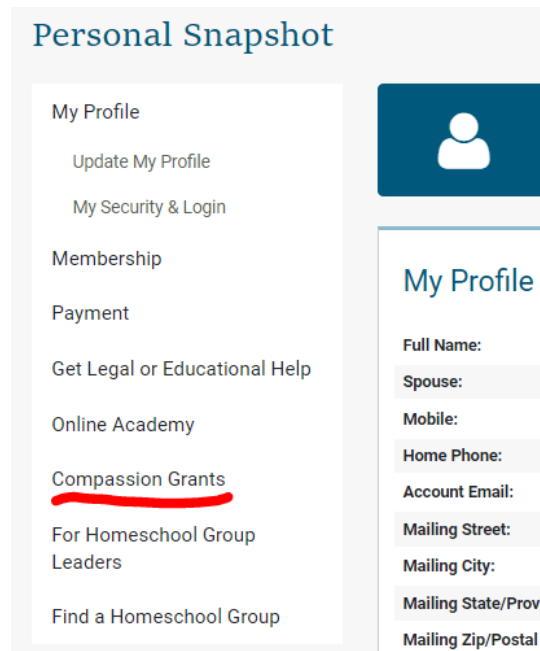 Personal Snapshot
My Profile
Update My Profile
My Security & Login
Membership
Payment
Get Legal or Educational Help
Online Academy
Compassion Grants
For Homeschool Group
Leaders
Find a Homeschool Group
My Profile
Full Name:
Spouse:
Mobile:
Home Phone:
Account Email:
Mailing Street:
Mailing City:
Mailing State/Prov
Mailing Zip/Postal